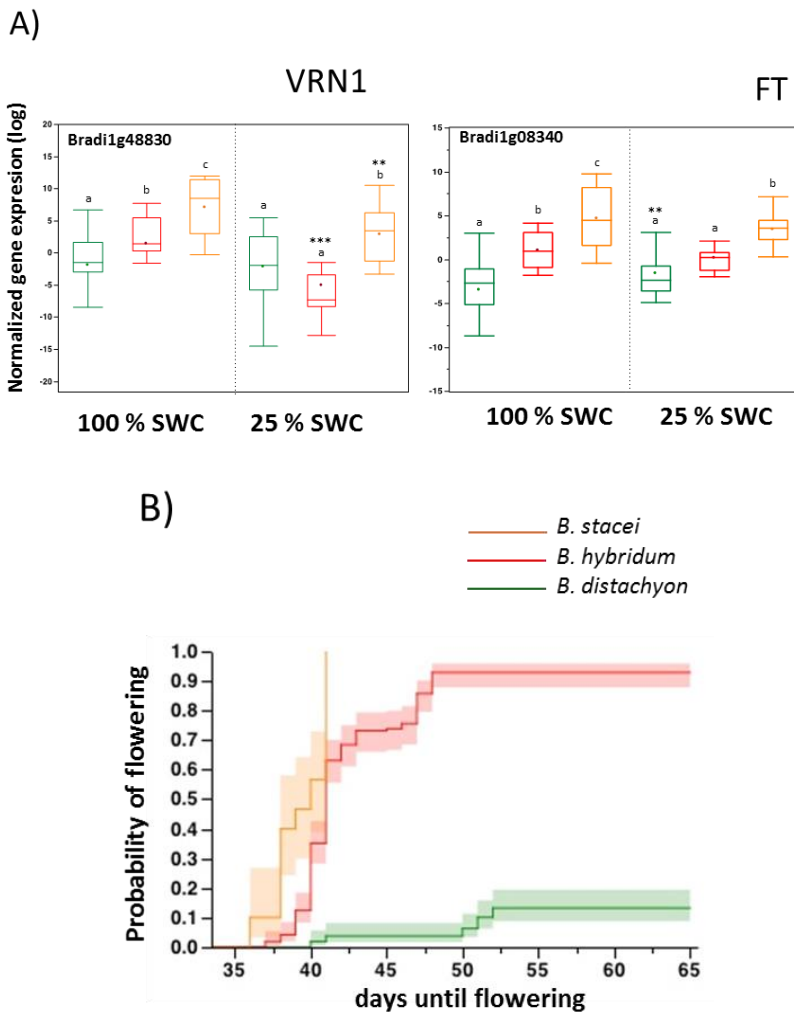 A)
VRN1
FT
Normalized gene expresion (log)
Bradi1g48830
20
15
10
5
0
-5
-10
-15
-20
a
b
c
a
***
a
**
b
100 % SWC
25 % SWC
Bradi1g08340
15
10
5
0
-5
-10
-15
a
b
c
**
a
a
b
100 % SWC
25 % SWC
B)
B. stacei
B. hybridum
B. distachyon
Probability of flowering
1.0
0.9
0.8
0.7
0.6
0.5
0.4
0.3
0.2
0.1
0.0
35
40
45
50
55
60
65
days until flowering